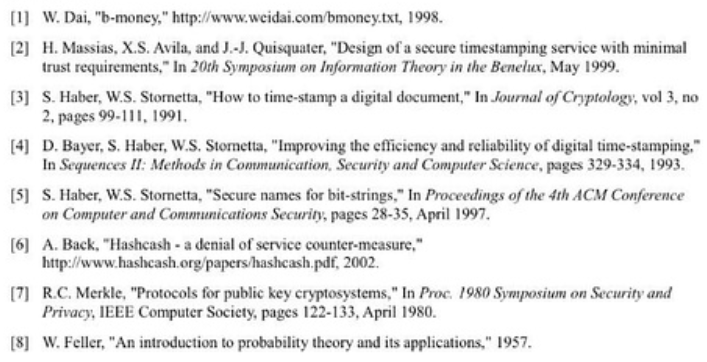 [1] W. Dai, "b-money," http://www.weidai.com/bmoney.txt, 1998.
[2] H. Massias, X.S. Avila, and J.-J. Quisquater, "Design of a secure timestamping service with minimal
trust requirements," In 20th Symposium on Information Theory in the Benelux, May 1999.
[3] S. Haber, W.S. Stornetta, "How to time-stamp a digital document," In Journal of Cryptology, vol 3, no
2, pages 99-111, 1991.
[4] D. Bayer, S. Haber, W.S. Stornetta, "Improving the efficiency and reliability of digital time-stamping,"
In Sequences II: Methods in Communication, Security and Computer Science, pages 329-334, 1993.
[5] S. Haber, W.S. Stornetta, "Secure names for bit-strings," In Proceedings of the 4th ACM Conference
on Computer and Communications Security, pages 28-35, April 1997.
[6] A. Back, "Hashcash - a denial of service counter-measure,"
http://www.hashcash.org/papers/hashcash.pdf, 2002.
[7] R.C. Merkle, "Protocols for public key cryptosystems," In Proc. 1980 Symposium on Security and
Privacy, IEEE Computer Society, pages 122-133, April 1980.
[8] W. Feller, "An introduction to probability theory and its applications," 1957.